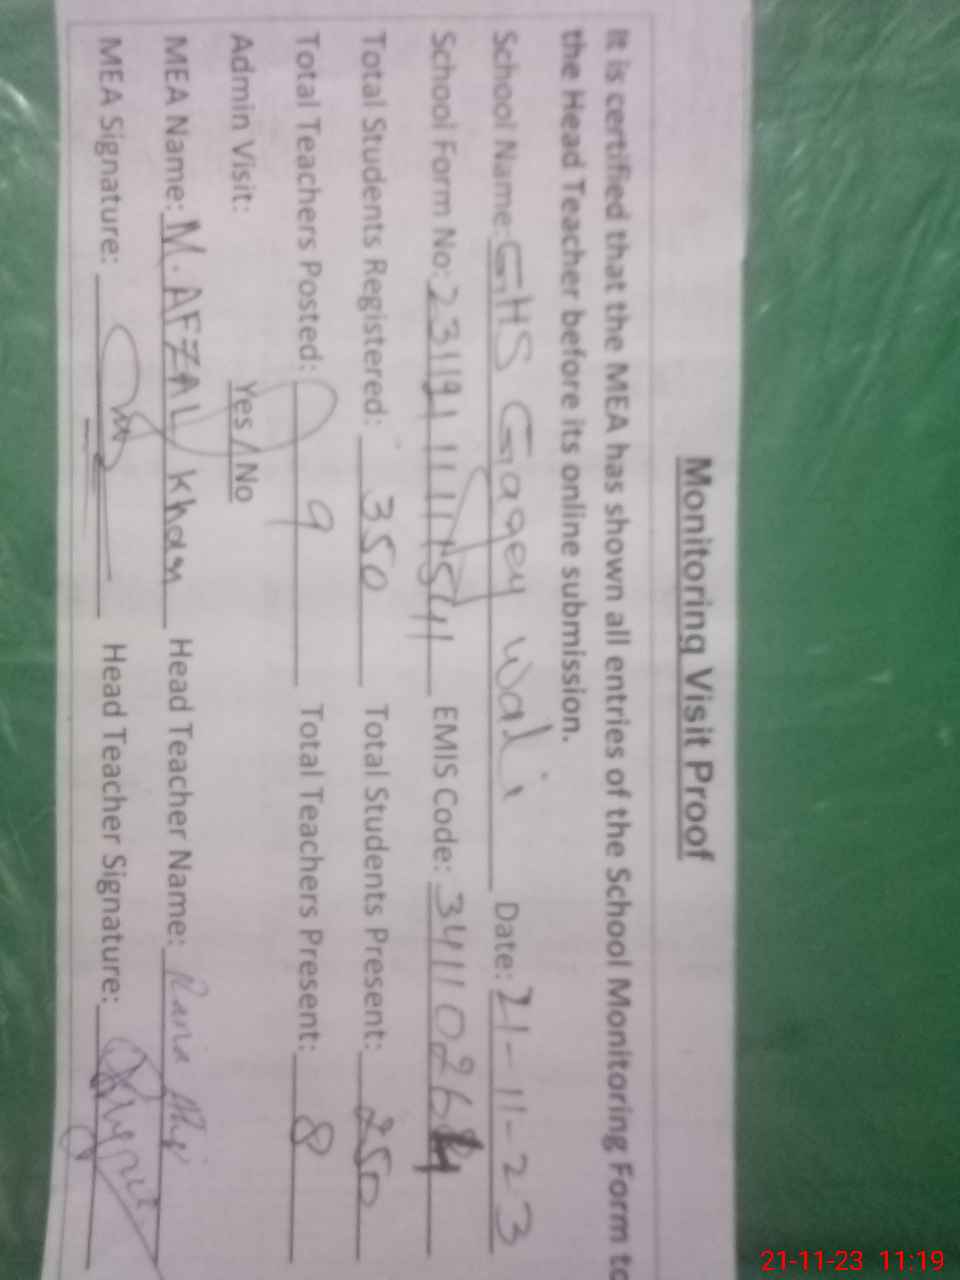 Monitoring Visit Proof
It is certified that the MEA has shown all entries of the School Monitoring Form to
the Head Teacher before its online submission.
School Name: GHS Gagey wali Date: 21-11-23
School Form No: EMIS Code:
Total Students Registered: 350 Total Students Present: 250
Total Teachers Posted: 9 Total Teachers Present: 8
Admin Visit: Yes / No
MEA Name: M. AFZAL Khan Head Teacher Name:
MEA Signature: Head Teacher Signature:
21-11-23 11:19